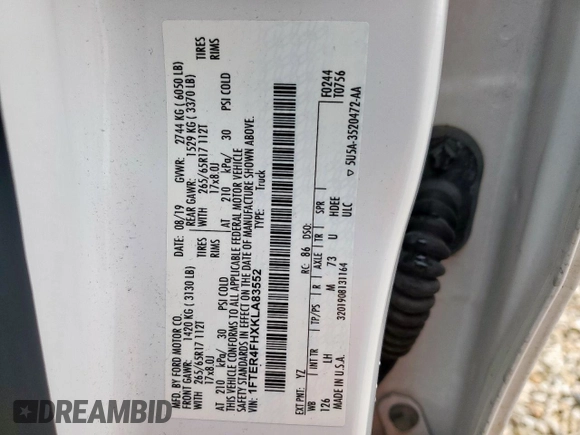 MFD. BY FORD MOTOR CO.
DATE: 08/19 GVWR: 2744 KG ( 6050 LB)
FRONT GAWR: 1420 KG ( 3130 LB) REAR GAWR: 1529 KG ( 3370 LB)
265/65R17 112T TIRES WITH 265/65R17 112T TIRES
17x8.0J RIMS 17x8.0J RIMS
AT 210 kPa/ 30 PSI COLD AT 210 kPa/ 30 PSI COLD
THIS VEHICLE CONFORMS TO ALL APPLICABLE FEDERAL MOTOR VEHICLE
SAFETY STANDARDS IN EFFECT ON THE DATE OF MANUFACTURE SHOWN ABOVE.
VIN: 1FTER4FHXKLA83552
TYPE: Truck
F0244
T0756
EXT PNT: YZ RC: 86 DSO:
WB INT TR TP/PS R AXLE TR SPR
126 LH M 73 U HDEE
ULC
MADE IN U.S.A. 3201908131164
▽ 5U5A-3520472-AA
DiDIDEALERSHIP.COM